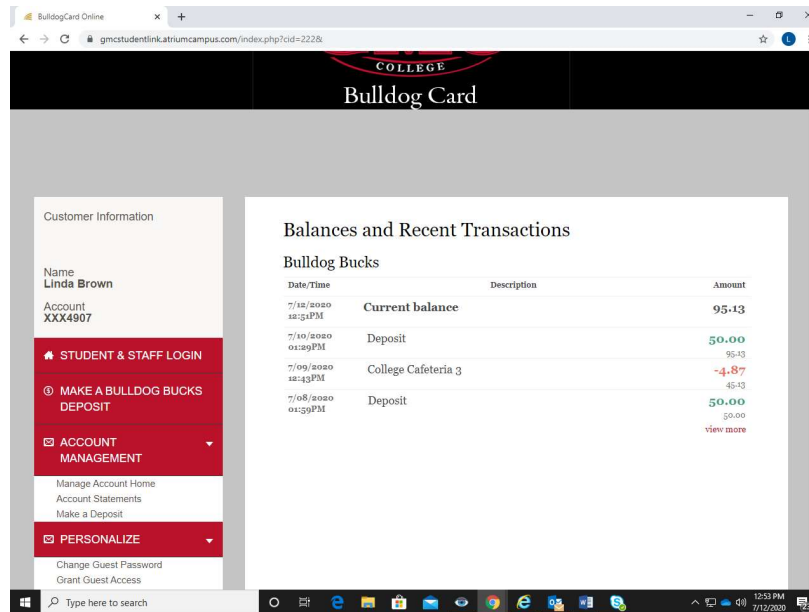 BulldogCard Online
gmcstudentlink.atriumcampus.com/index.php?cid=222&
L
COLLEGE
Bulldog Card
Customer Information
Name
Linda Brown
Account
XXX4907
STUDENT & STAFF LOGIN
MAKE A BULLDOG BUCKS
DEPOSIT
ACCOUNT
MANAGEMENT
Manage Account Home
Account Statements
Make a Deposit
PERSONALIZE
Change Guest Password
Grant Guest Access
Balances and Recent Transactions
Bulldog Bucks
Date/Time Description Amount
7/12/2020 Current balance 95.13
12:51PM
7/10/2020 Deposit 50.00
01:29PM 95.13
7/09/2020 College Cafeteria 3 -4.87
12:43PM 45.13
7/08/2020 Deposit 50.00
01:59PM 50.00
view more
Type here to search
12:53 PM
7/12/2020